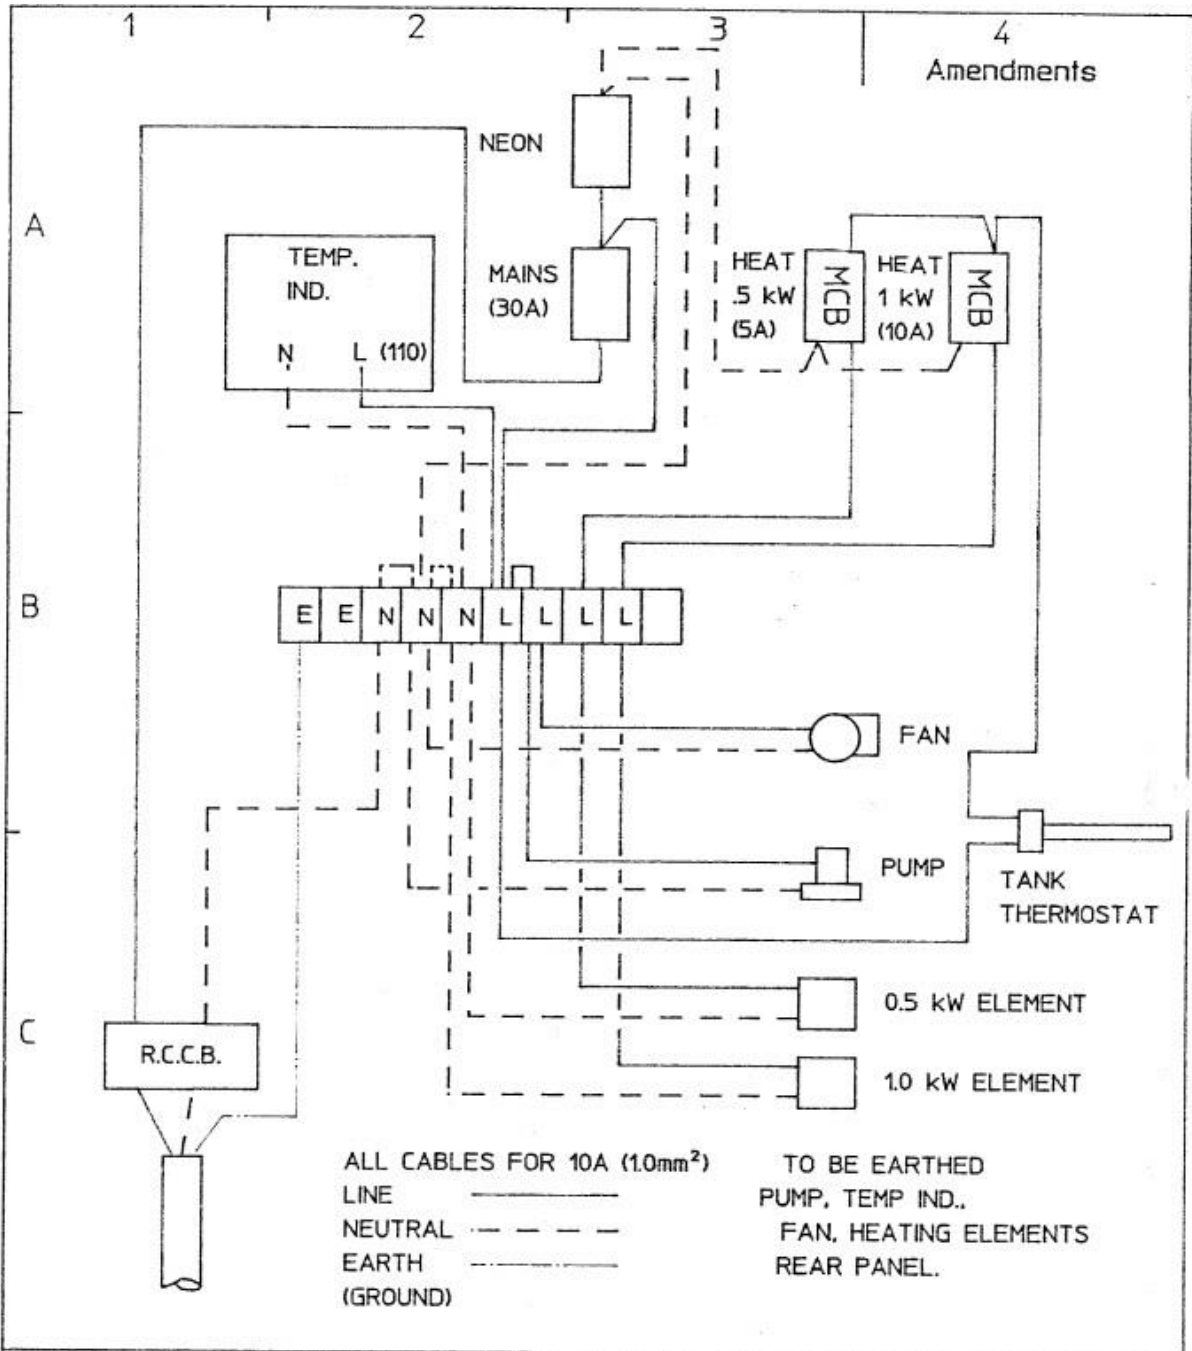 1 2 3 4
Amendments
NEON
A
TEMP.
IND.
N L (110)
MAINS
(30A)
HEAT
.5 kW
(5A)
MCB
HEAT
1 kW
(10A)
MCB
B
E E N N N L L L L
FAN
PUMP
TANK
THERMOSTAT
C
R.C.C.B.
0.5 kW ELEMENT
1.0 kW ELEMENT
ALL CABLES FOR 10A (1.0mm²)
LINE
NEUTRAL
EARTH
(GROUND)
TO BE EARTHED
PUMP, TEMP IND.,
FAN, HEATING ELEMENTS
REAR PANEL.